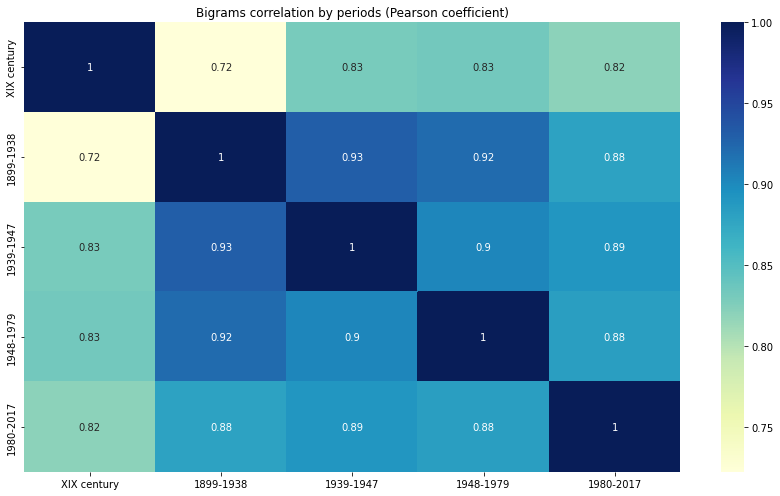 Bigrams correlation by periods (Pearson coefficient)
XIX century 1 0.72 0.83 0.83 0.82
1899-1938 0.72 1 0.93 0.92 0.88
1939-1947 0.83 0.93 1 0.9 0.89
1948-1979 0.83 0.92 0.9 1 0.88
1980-2017 0.82 0.88 0.89 0.88 1
XIX century 1899-1938 1939-1947 1948-1979 1980-2017
1.00
0.95
0.90
0.85
0.80
0.75